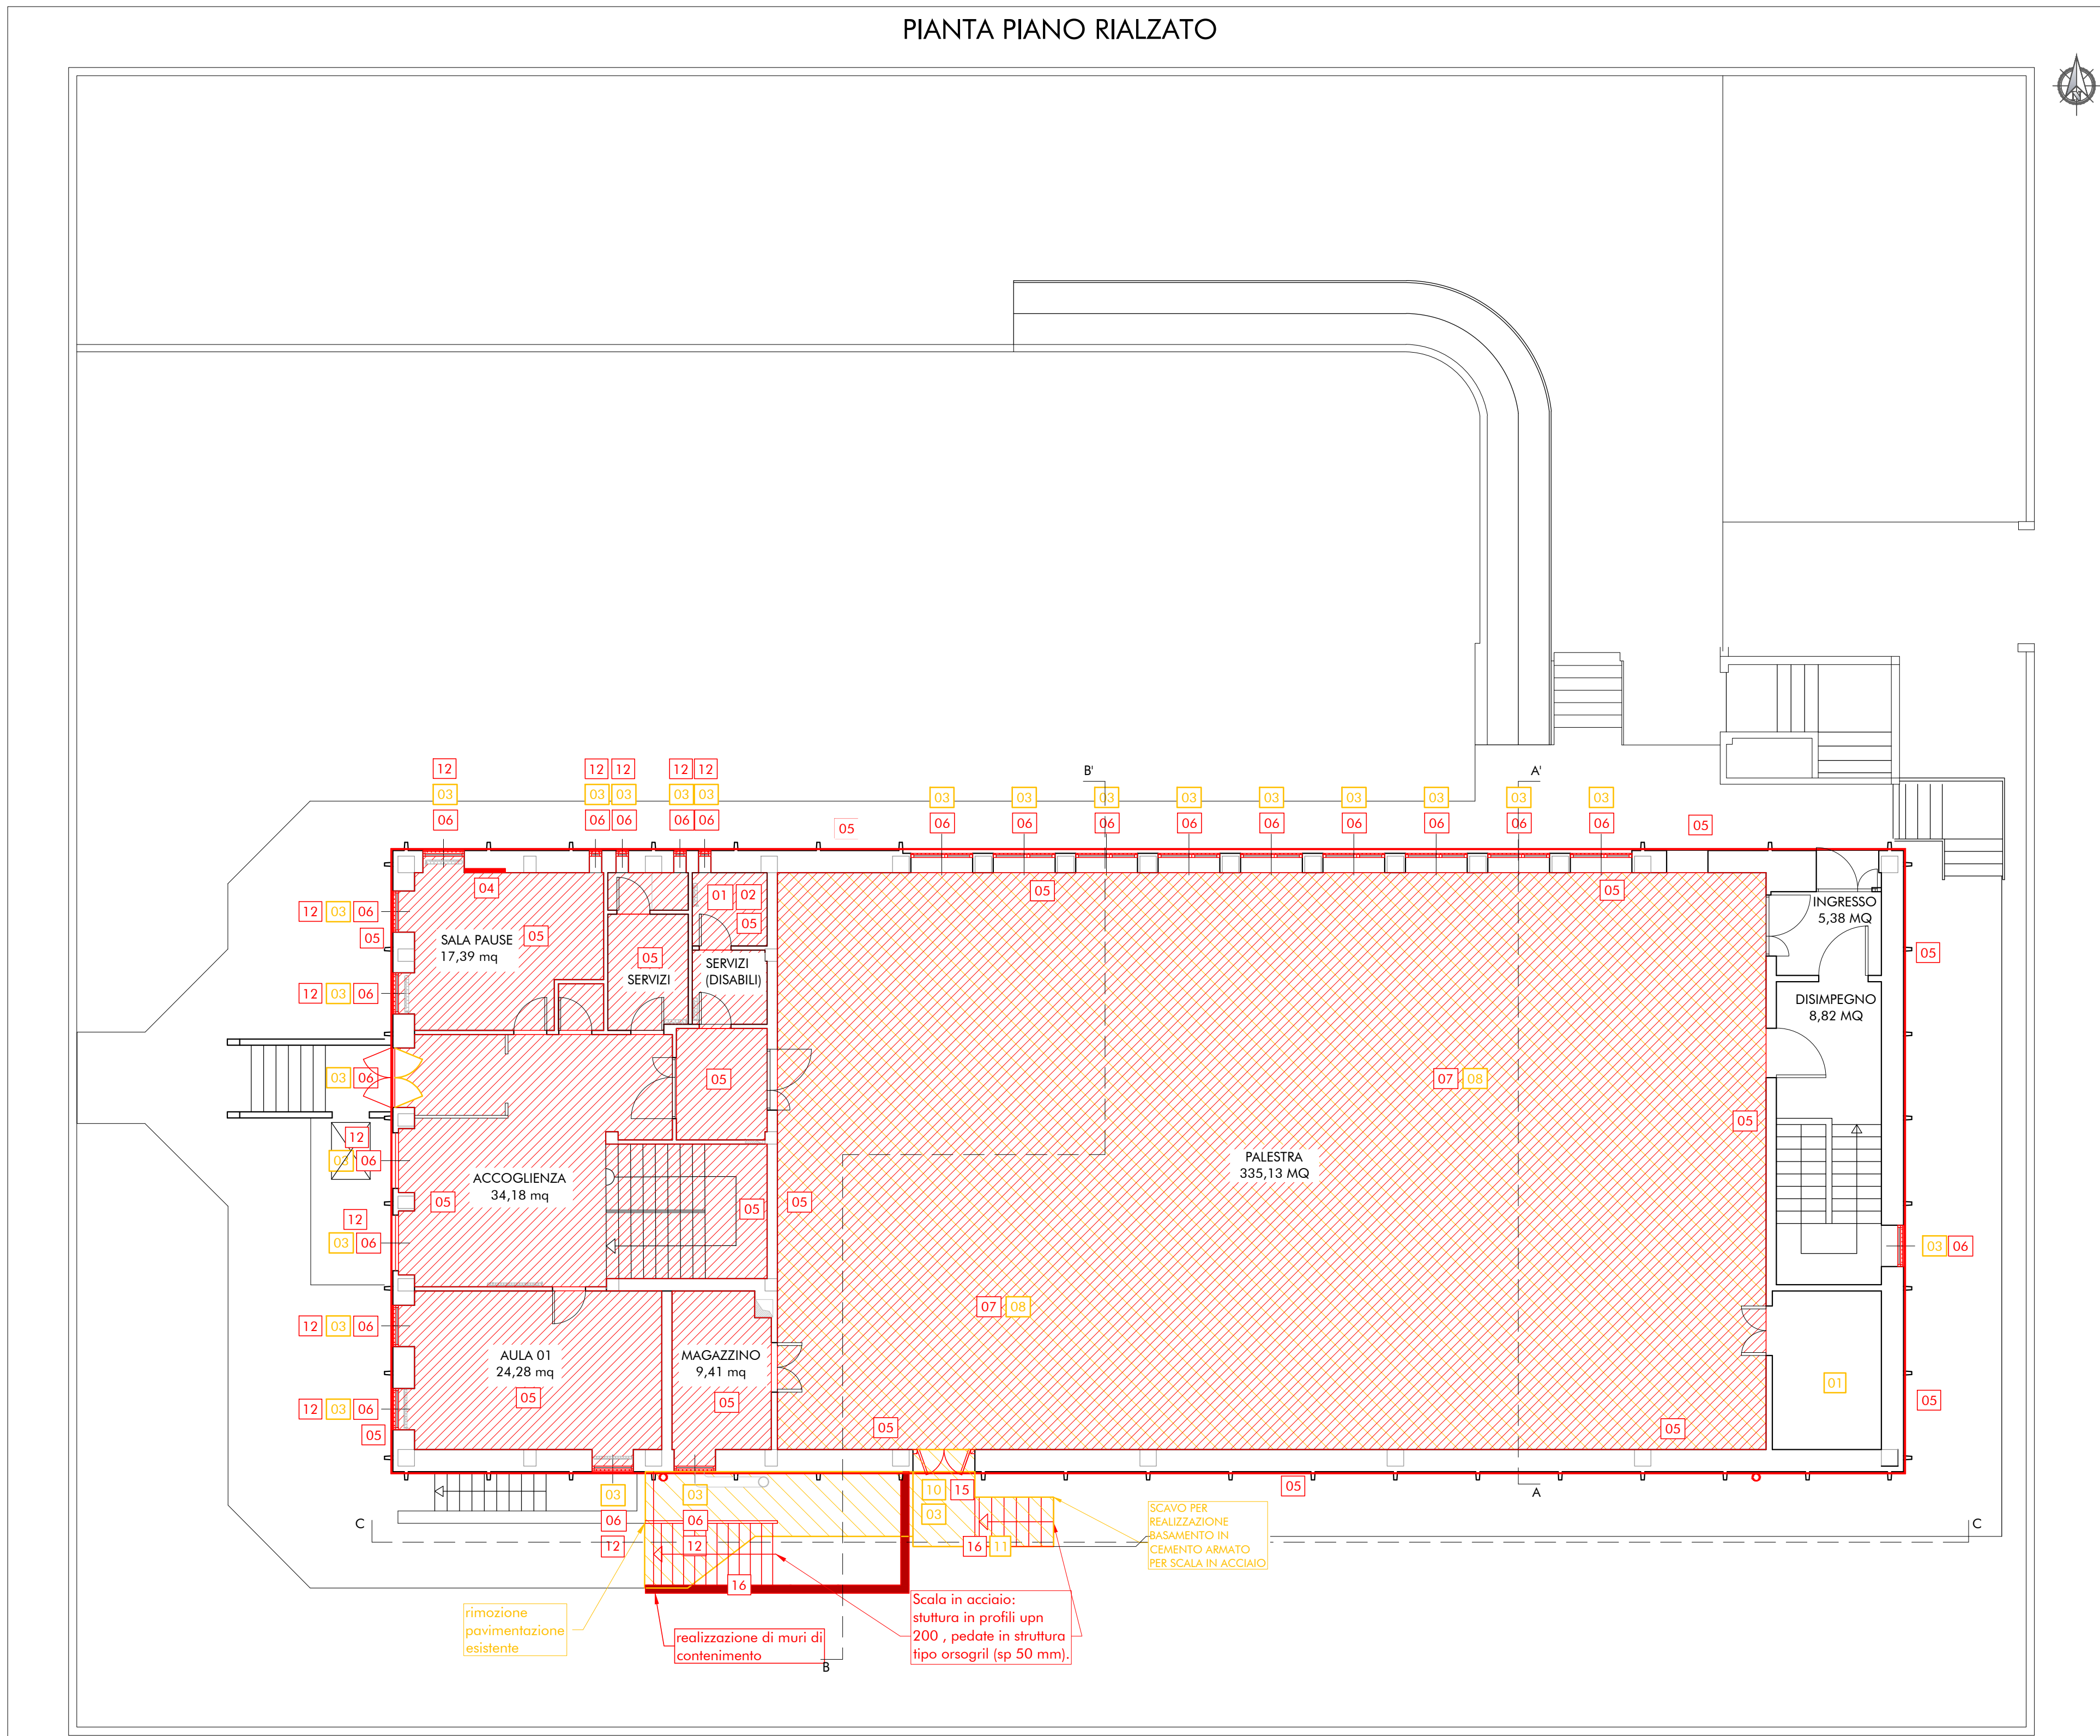 PIANTA PIANO RIALZATO
N
B'
A'
12
12 12
12 12
03
03 03
03 03
03
03
03
03
03
03
03
03
03
06
06 06
06 06
06
06
06
06
06
06
06
06
06
05
05
04
01 02
05
05
05
INGRESSO
5,38 MQ
12 03 06
05
SALA PAUSE
17,39 mq
05
05
SERVIZI
SERVIZI
(DISABILI)
05
12 03 06
DISIMPEGNO
8,82 MQ
03 06
05
07 08
05
12
03 06
PALESTRA
335,13 MQ
ACCOGLIENZA
34,18 mq
05
05
05
12
03 06
03 06
12 03 06
07 08
AULA 01
24,28 mq
MAGAZZINO
9,41 mq
05
05
01
12 03 06
05
05
05
05
05
A
03
06
12
03
06
12
10 15
03
16 11
C
C
SCAVO PER
REALIZZAZIONE
BASAMENTO IN
CEMENTO ARMATO
PER SCALA IN ACCIAIO
16
rimozione
pavimentazione
esistente
realizzazione di muri di
contenimento
Scala in acciaio:
stuttura in profili upn
200 , pedate in struttura
tipo orsogril (sp 50 mm).
B